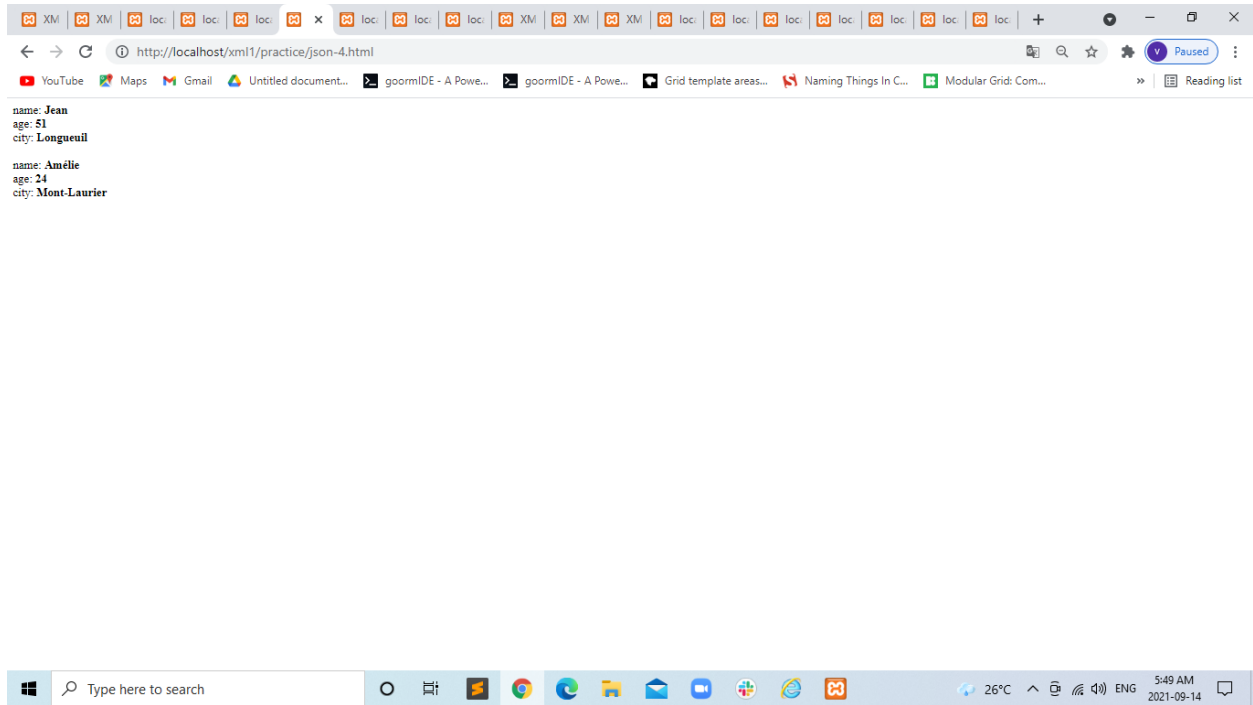 XM XM loc loc loc loc loc loc XM XM XM loc loc loc loc loc loc loc
http://localhost/xml1/practice/json-4.html V Paused
YouTube Maps Gmail Untitled document... goormIDE - A Powe... goormIDE - A Powe... Grid template areas... Naming Things In C... Modular Grid: Com... » Reading list
name: Jean
age: 51
city: Longueuil
name: Amélie
age: 24
city: Mont-Laurier
Type here to search 26°C ENG 5:49 AM
2021-09-14